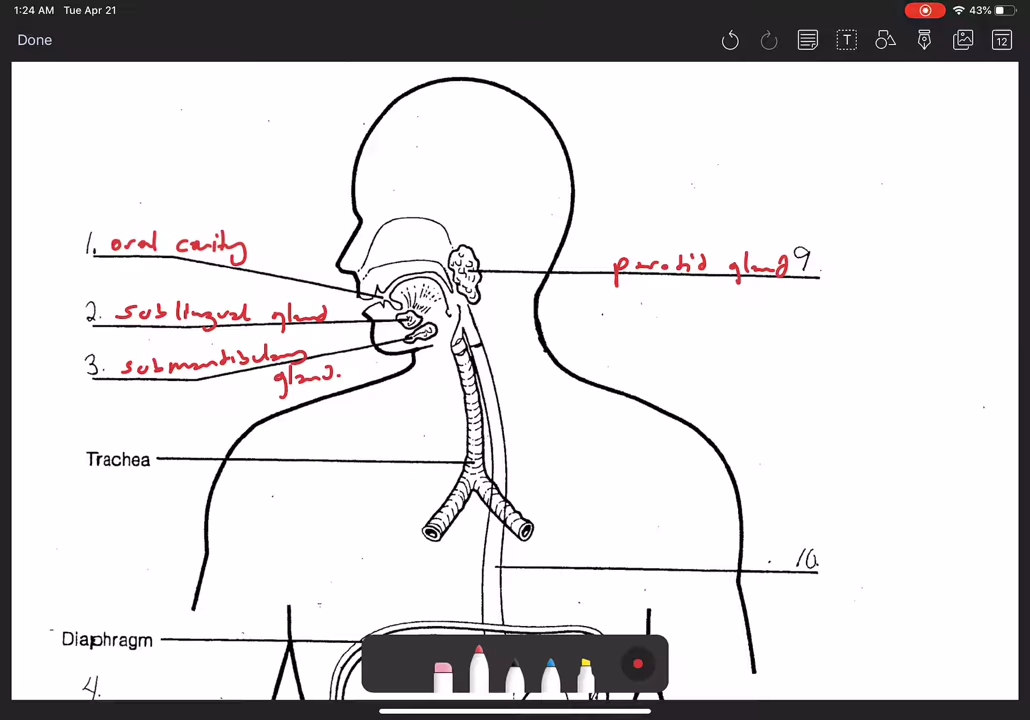 1:24 AM Tue Apr 21
43%
Done
T
12
1. oral cavity
parotid gland 9.
2. sublingual gland
3. submandibulary
gland.
Trachea
10.
Diaphragm
4.